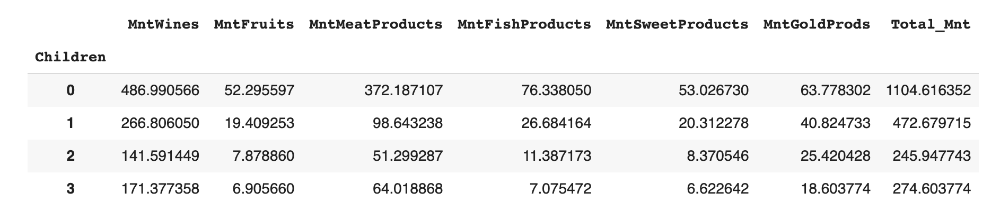 MntWines MntFruits MntMeatProducts MntFishProducts MntSweetProducts MntGoldProds Total_Mnt
Children
0 486.990566 52.295597 372.187107 76.338050 53.026730 63.778302 1104.616352
1 266.806050 19.409253 98.643238 26.684164 20.312278 40.824733 472.679715
2 141.591449 7.878860 51.299287 11.387173 8.370546 25.420428 245.947743
3 171.377358 6.905660 64.018868 7.075472 6.622642 18.603774 274.603774